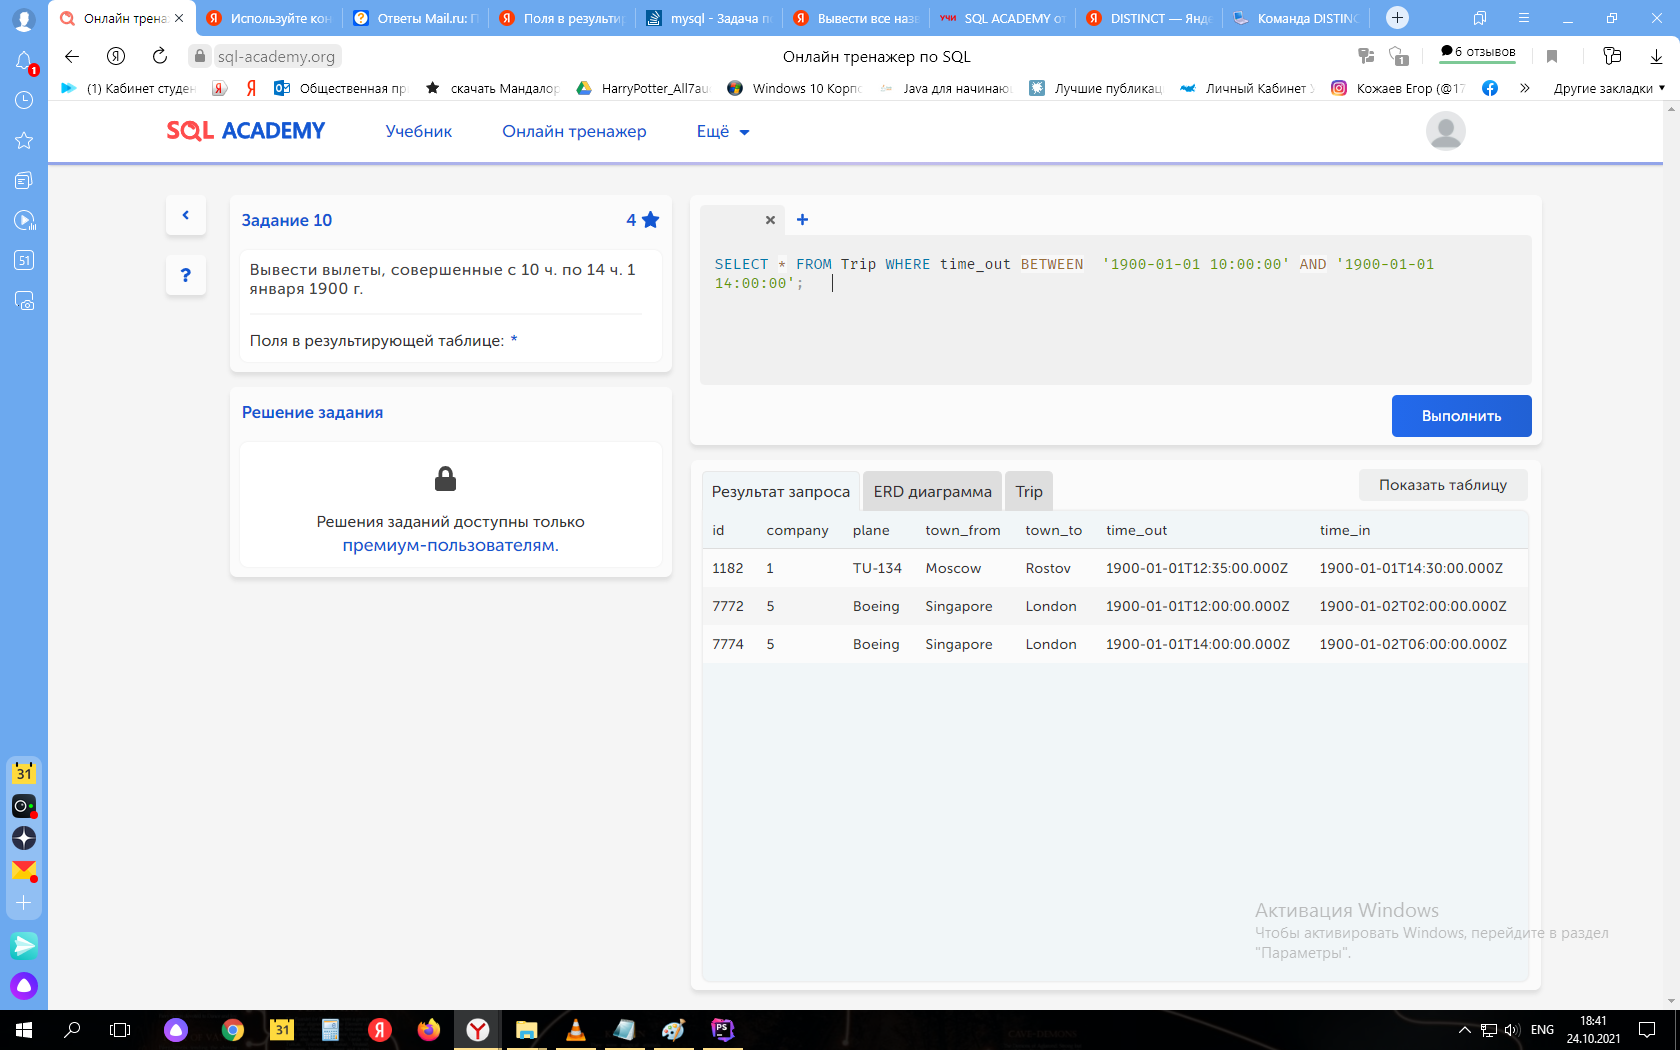 Онлайн трена
Используйте кон
Ответы Mail.ru: П
Поля в результир
mysql - Задача по
Вывести все назв
SQL ACADEMY от
DISTINCT — Янде
Команда DISTINC
1
sql-academy.org
Онлайн тренажер по SQL
1
6 отзывов
(1) Кабинет студен
Общественная пр
скачать Мандалор
HarryPotter_All7au
Windows 10 Корпо
Java для начинаю
Лучшие публикац
Личный Кабинет
Кожаев Егор (@17
Другие закладки
SQL ACADEMY
Учебник
Онлайн тренажер
Ещё
51
Задание 10
4
Вывести вылеты, совершенные с 10 ч. по 14 ч. 1
января 1900 г.
Поля в результирующей таблице: *
Решение задания
Решения заданий доступны только
премиум-пользователям.
SELECT * FROM Trip WHERE time_out BETWEEN  '1900-01-01 10:00:00' AND '1900-01-01
14:00:00';
Выполнить
Результат запроса
ERD диаграмма
Trip
Показать таблицу
id company plane town_from town_to time_out time_in
1182 1 TU-134 Moscow Rostov 1900-01-01T12:35:00.000Z 1900-01-01T14:30:00.000Z
7772 5 Boeing Singapore London 1900-01-01T12:00:00.000Z 1900-01-02T02:00:00.000Z
7774 5 Boeing Singapore London 1900-01-01T14:00:00.000Z 1900-01-02T06:00:00.000Z
31
Активация Windows
Чтобы активировать Windows, перейдите в раздел
"Параметры".
31
PS
ENG
18:41
24.10.2021